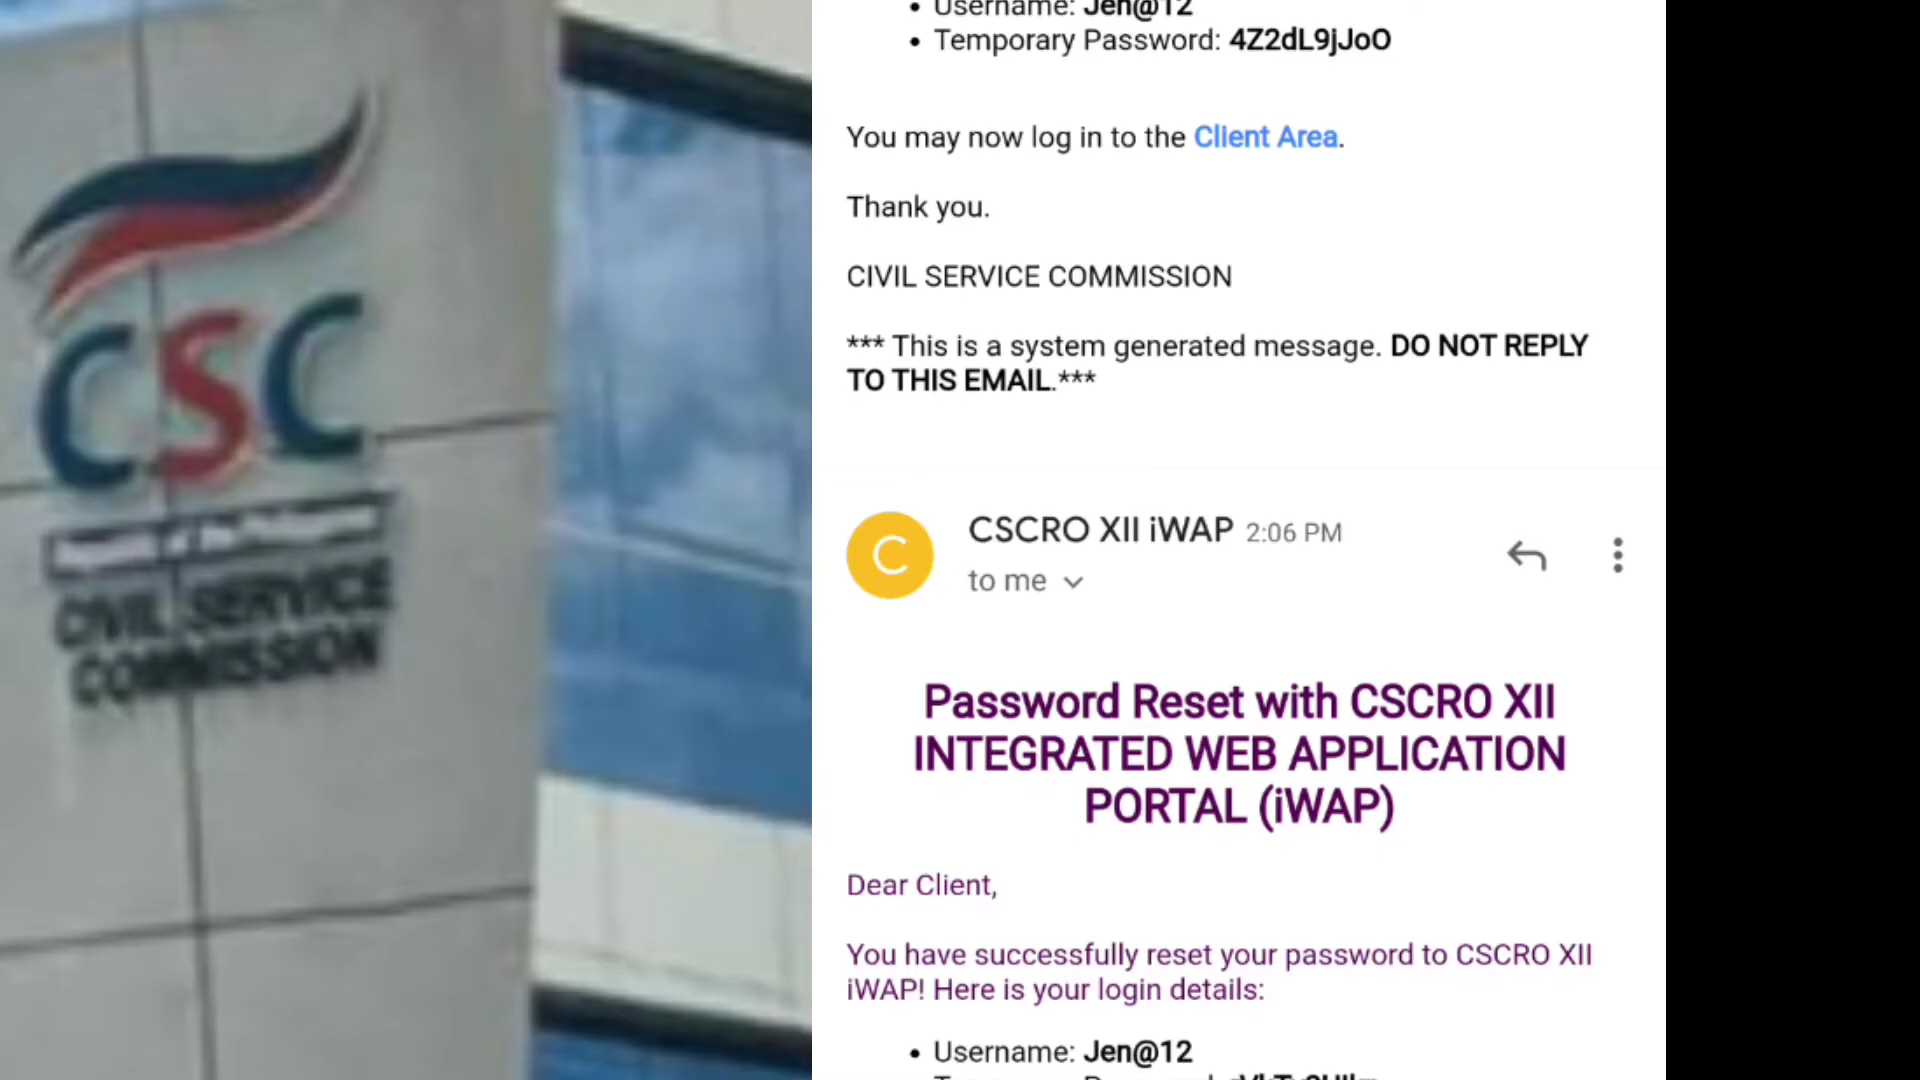 CSC
CIVIL SERVICE
COMMISSION
Username: Jen@12
Temporary Password: 4Z2dL9jJoO
You may now log in to the Client Area.
Thank you.
CIVIL SERVICE COMMISSION
*** This is a system generated message. DO NOT REPLY
TO THIS EMAIL.***
C
CSCRO XII iWAP 2:06 PM
to me
Password Reset with CSCRO XII
INTEGRATED WEB APPLICATION
PORTAL (iWAP)
Dear Client,
You have successfully reset your password to CSCRO XII
iWAP! Here is your login details:
Username: Jen@12